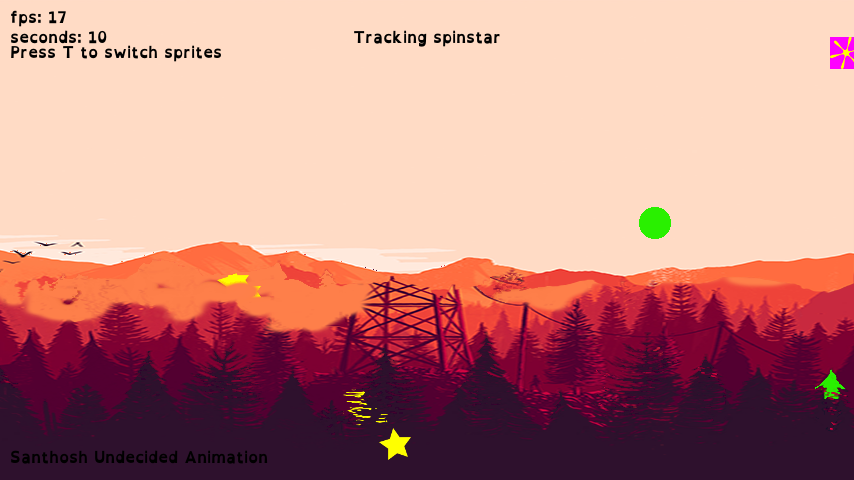 fps: 17
seconds: 10
Press T to switch sprites
Tracking spinstar
Santhosh Undecided Animation